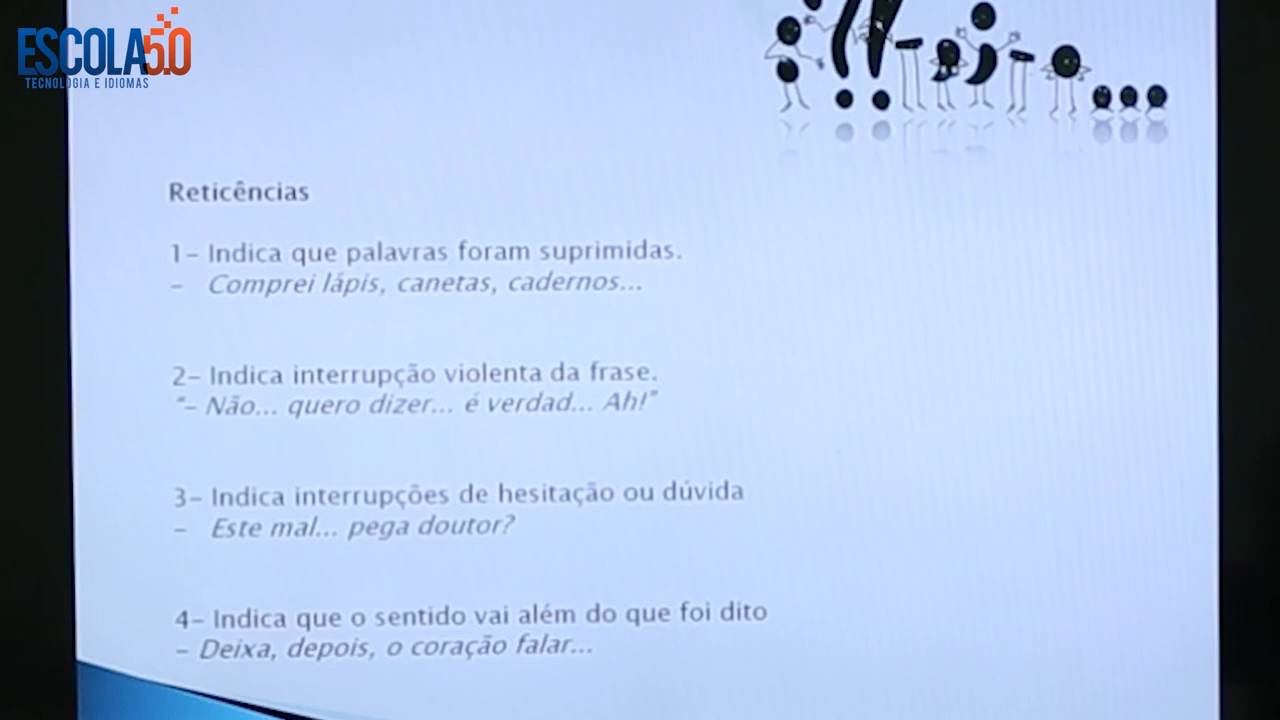 ESCOLA5.0
TECNOLOGIA E IDIOMAS
Reticências
1- Indica que palavras foram suprimidas.
- Comprei lápis, canetas, cadernos...
2- Indica interrupção violenta da frase.
"- Não... quero dizer... é verdad... Ah!"
3- Indica interrupções de hesitação ou dúvida
- Este mal... pega doutor?
4- Indica que o sentido vai além do que foi dito
- Deixa, depois, o coração falar...